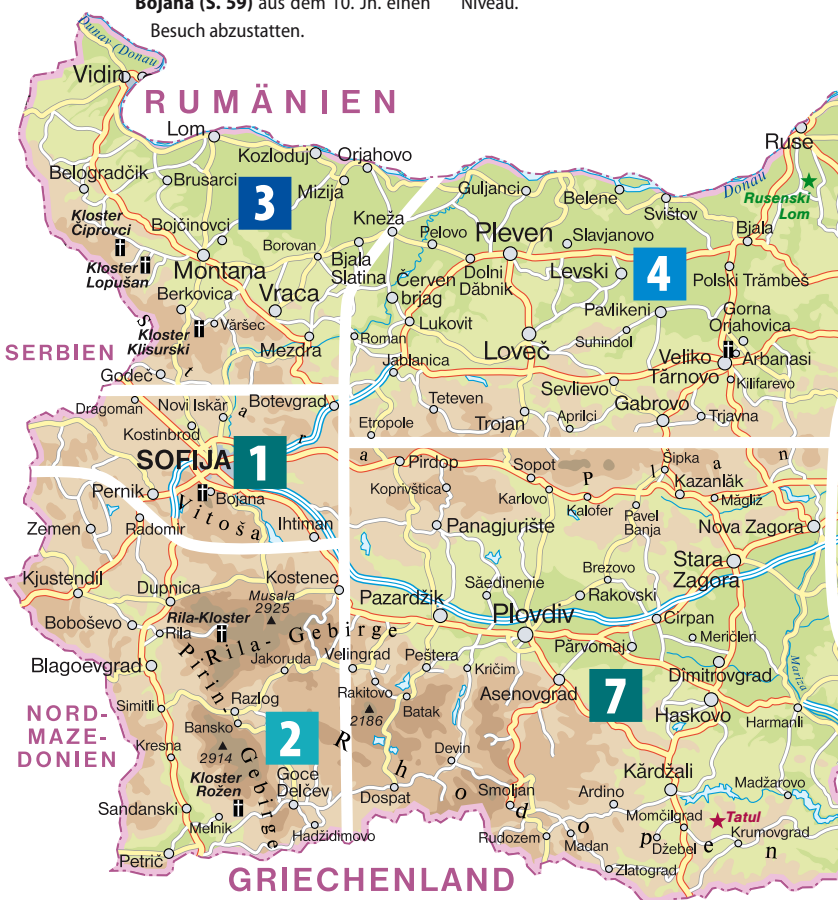 Bojana (S. 59) aus dem 10. Jh. einen
Niveau.
Besuch abzustatten.
Dunav (Donau)
Vidin
RUMÄNIEN
Lom
Kozloduj
Orjahovo
Ruse
Belogradčik
Brusarci
3
Mizija
Guljanci
Belene
Donau
Rusenski
Lom
Svištov
Kloster
Čiprovci
Bojčinovci
Kneža
Pelovo
Pleven
Slavjanovo
Bjala
Borovan
Bjala
Slatina
Kloster
Lopušan
Montana
Dolni
Dăbnik
Levski
4
Polski Trămbeš
Červen
brjag
Berkovica
Vraca
Pavlikeni
Gorna
Orjahovica
Kloster
Klisurski
Văršec
Lukovit
Suhindol
SERBIEN
Mezdra
Roman
Loveč
Veliko
Tărnovo
Arbanasi
Jablanica
Godeč
Sevlievo
Kilifarevo
Dragoman
Novi Iskăr
Botevgrad
Teteven
Trojan
Aprilci
Gabrovo
Trjavna
Etropole
Kostinbrod
S t a r a P l a n
SOFIJA
1
Pirdop
Sopot
Šipka
Kazanlăk
Pernik
Bojana
Koprivštica
Karlovo
Kalofer
Măgliž
Vitoša
Pavel
Banja
Zemen
Radomir
Ihtiman
Panagjurište
Nova Zagora
Stara
Zagora
Kjustendil
Dupnica
Kostenec
Săedinenie
Brezovo
Rakovski
Musala
2925
Pazardžik
Plovdiv
Čirpan
Boboševo
Rila-Kloster
Rila
Rila-Gebirge
Meričleri
Blagoevgrad
Jakoruda
Velingrad
Peštera
Kričim
Părvomaj
Dimitrovgrad
Mariza
Pirin-Gebirge
Rakitovo
Batak
Asenovgrad
7
Simitli
Razlog
2186
Haskovo
Harmanli
NORD-
MAZE-
DONIEN
Bansko
2
Kresna
2914
Devin
Kloster
Rožen
Goce
Delčev
Rhodopen
Kărdžali
Madžarovo
Dospat
Smoljan
Ardino
Sandanski
Momčilgrad
Tatul
Melnik
Hadžidimovo
Rudozem
Madan
Džebel
Krumovgrad
Petrič
Zlatograd
GRIECHENLAND